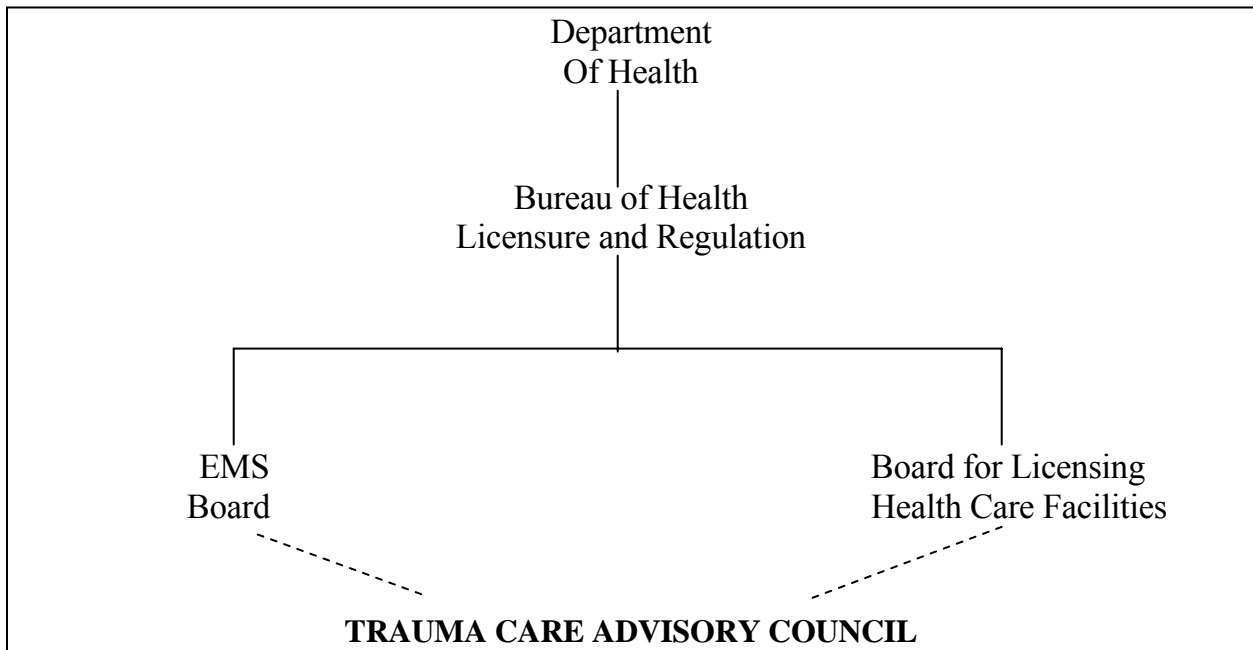 Department
Of Health
Bureau of Health
Licensure and Regulation
EMS
Board
Board for Licensing
Health Care Facilities
TRAUMA CARE ADVISORY COUNCIL